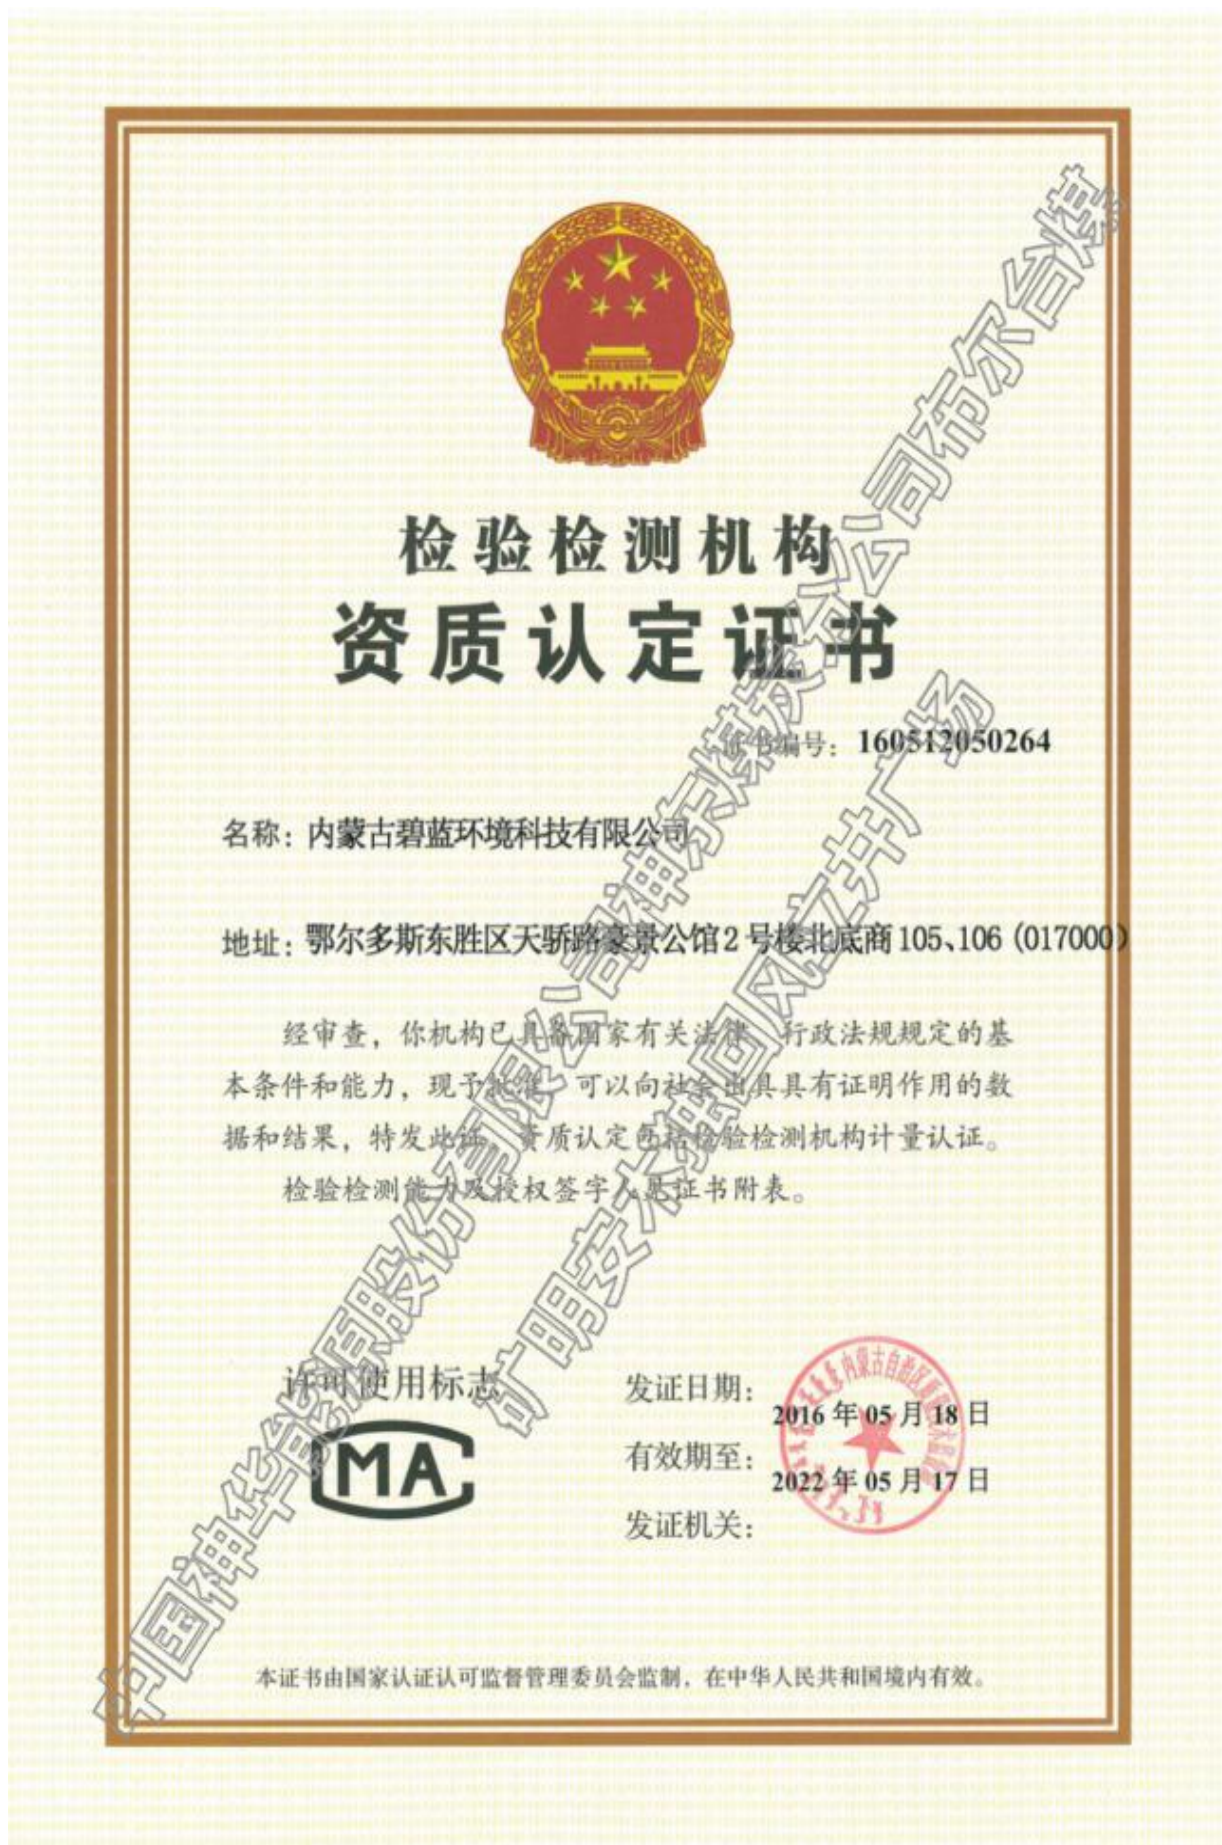 检验检测机构
资质认定证书
证书编号：160512050264
名称：内蒙古碧蓝环境科技有限公司
地址：鄂尔多斯东胜区天骄路豪景公馆2号楼北底商105、106 (017000)
经审查，你机构已具备国家有关法律、行政法规规定的基
本条件和能力，现予批准，可以向社会出具具有证明作用的数
据和结果，特发此证。资质认定包括检验检测机构计量认证。
检验检测能力及授权签字人见证书附表。
许可使用标志
MA
发证日期：
2016年05月18日
有效期至：
2022年05月17日
发证机关：
内蒙古自治区
本证书由国家认证认可监督管理委员会监制，在中华人民共和国境内有效。
中国神华能源股份有限公司神东煤炭分公司布尔台煤
矿明安木独回风立井广场